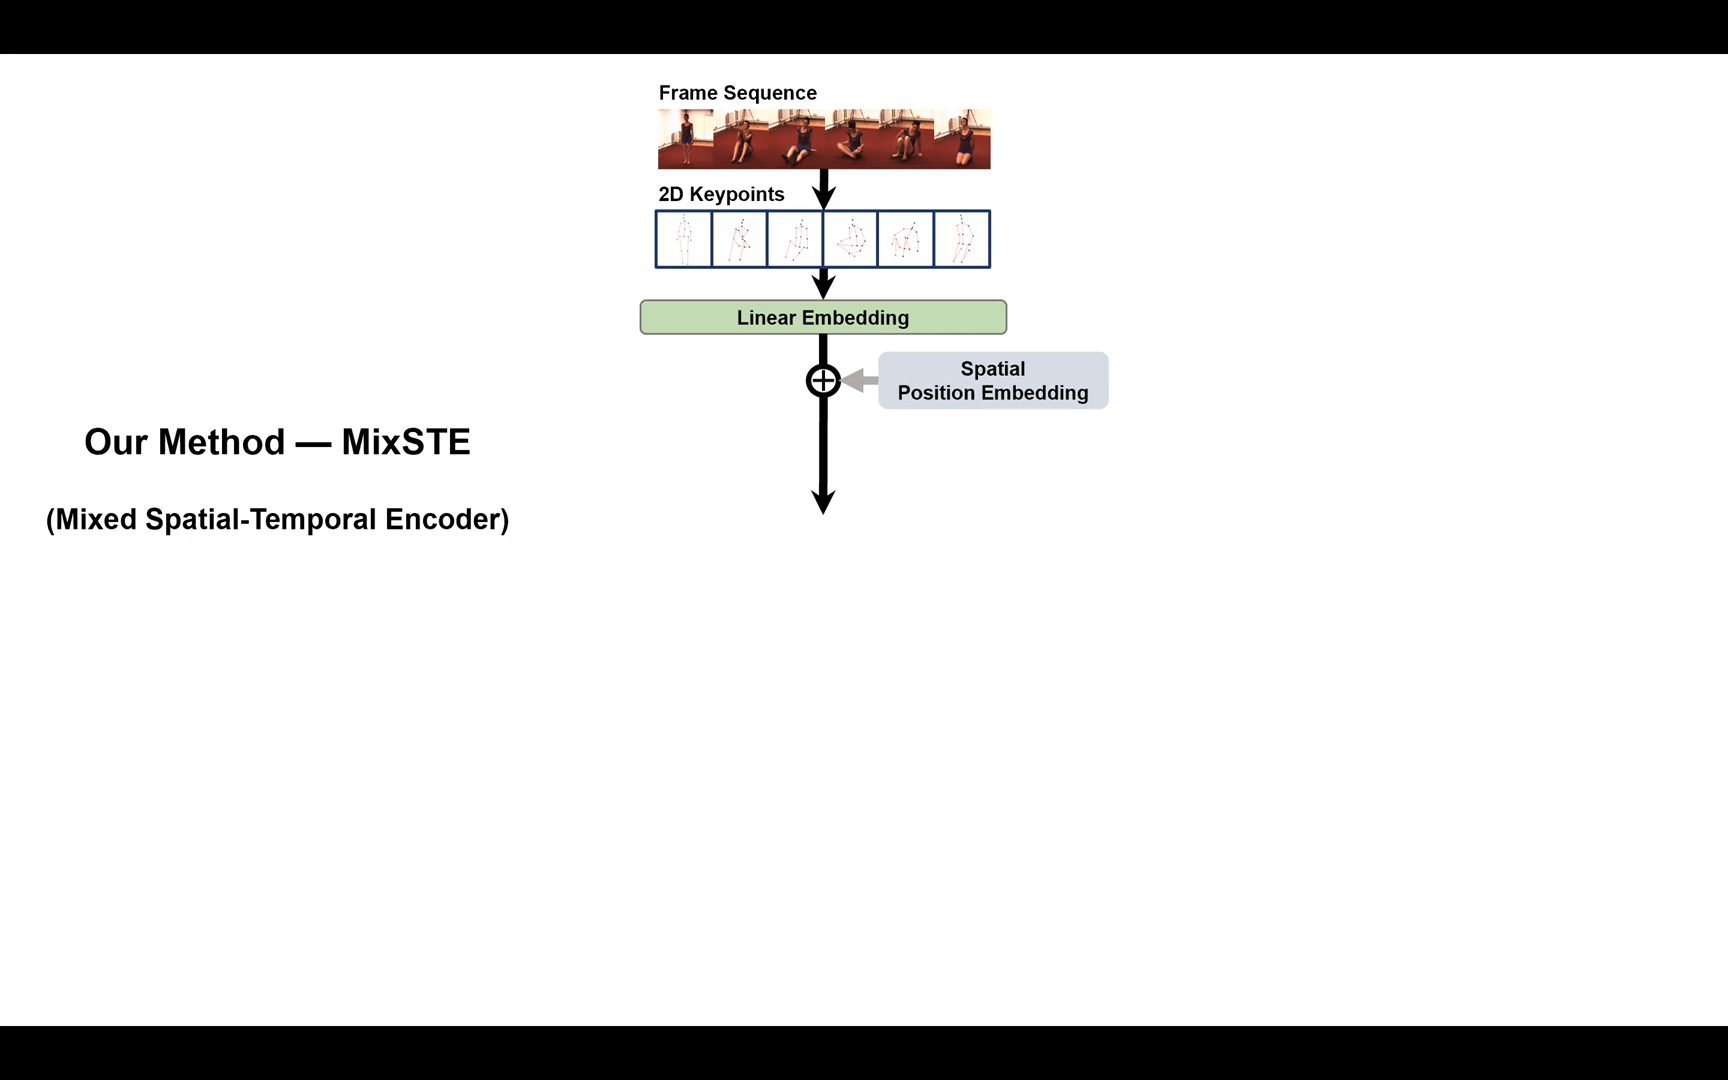 Frame Sequence
2D Keypoints
Linear Embedding
Spatial
Position Embedding
Our Method — MixSTE
(Mixed Spatial-Temporal Encoder)